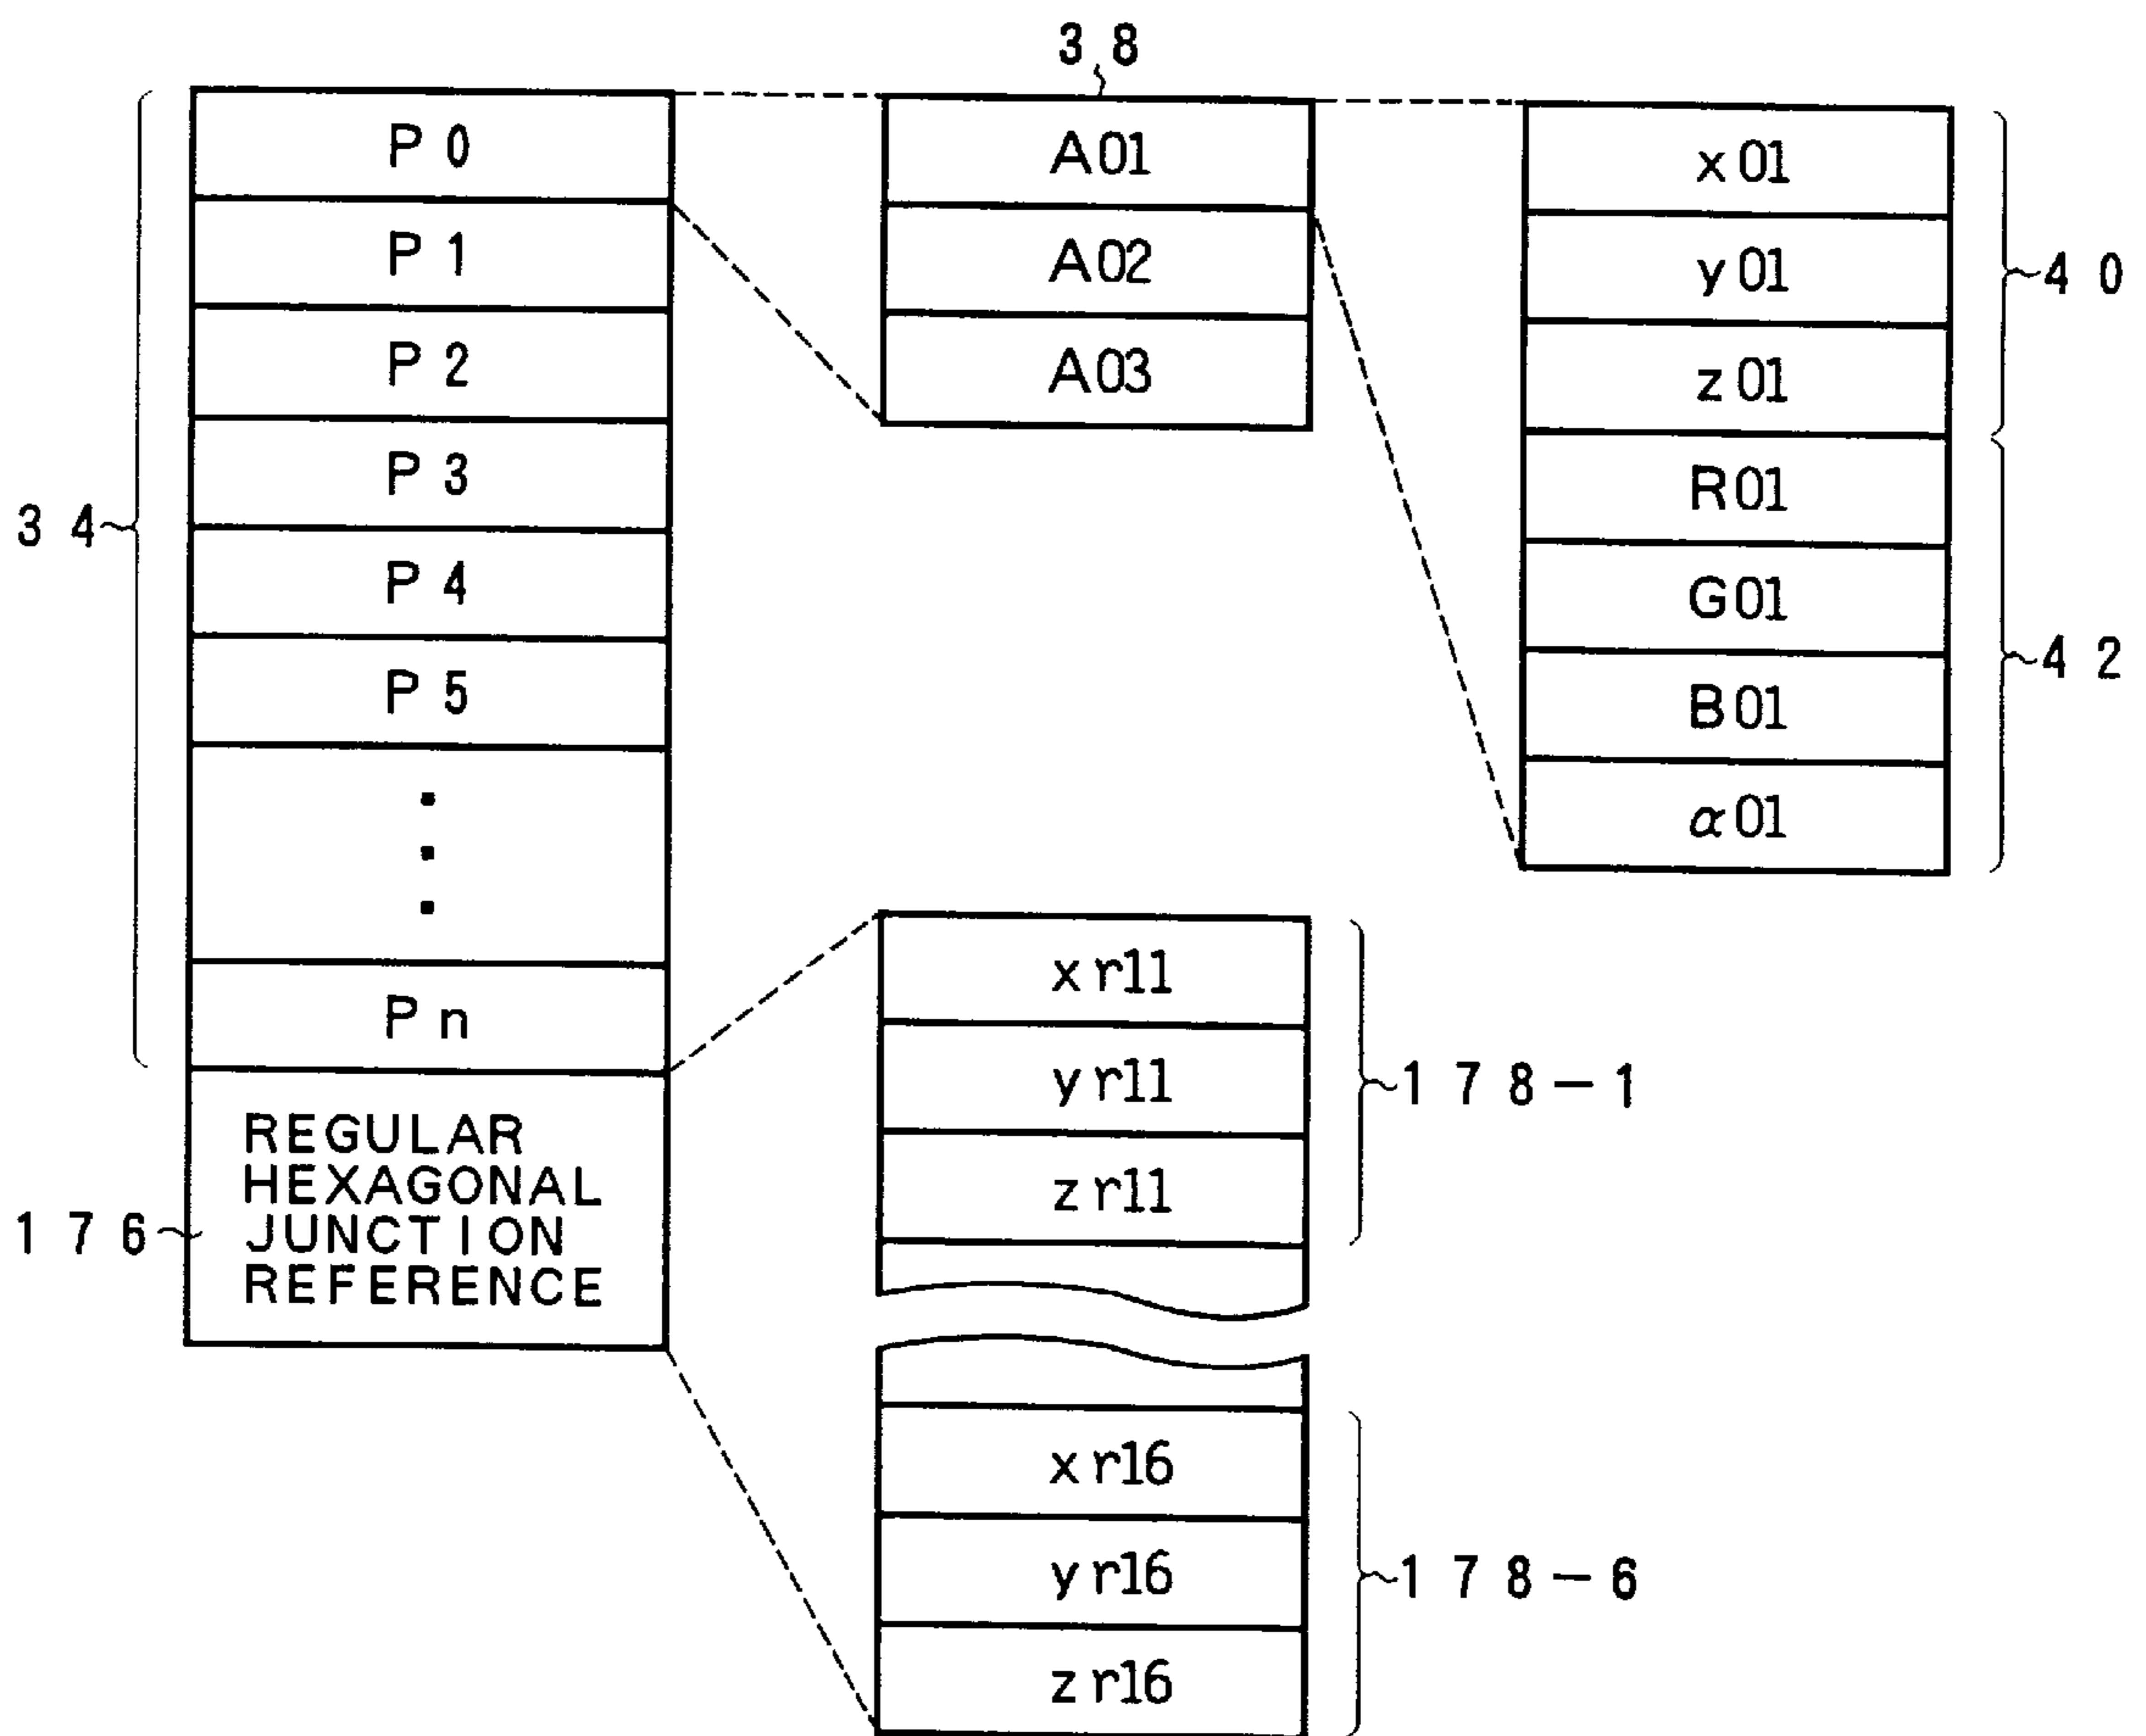 38
P0
P1
P2
P3
P4
P5
Pn
34
REGULAR
HEXAGONAL
JUNCTION
REFERENCE
176
A01
A02
A03
x01
y01
z01
R01
G01
B01
α01
40
42
xr11
yr11
zr11
178-1
xr16
yr16
zr16
178-6